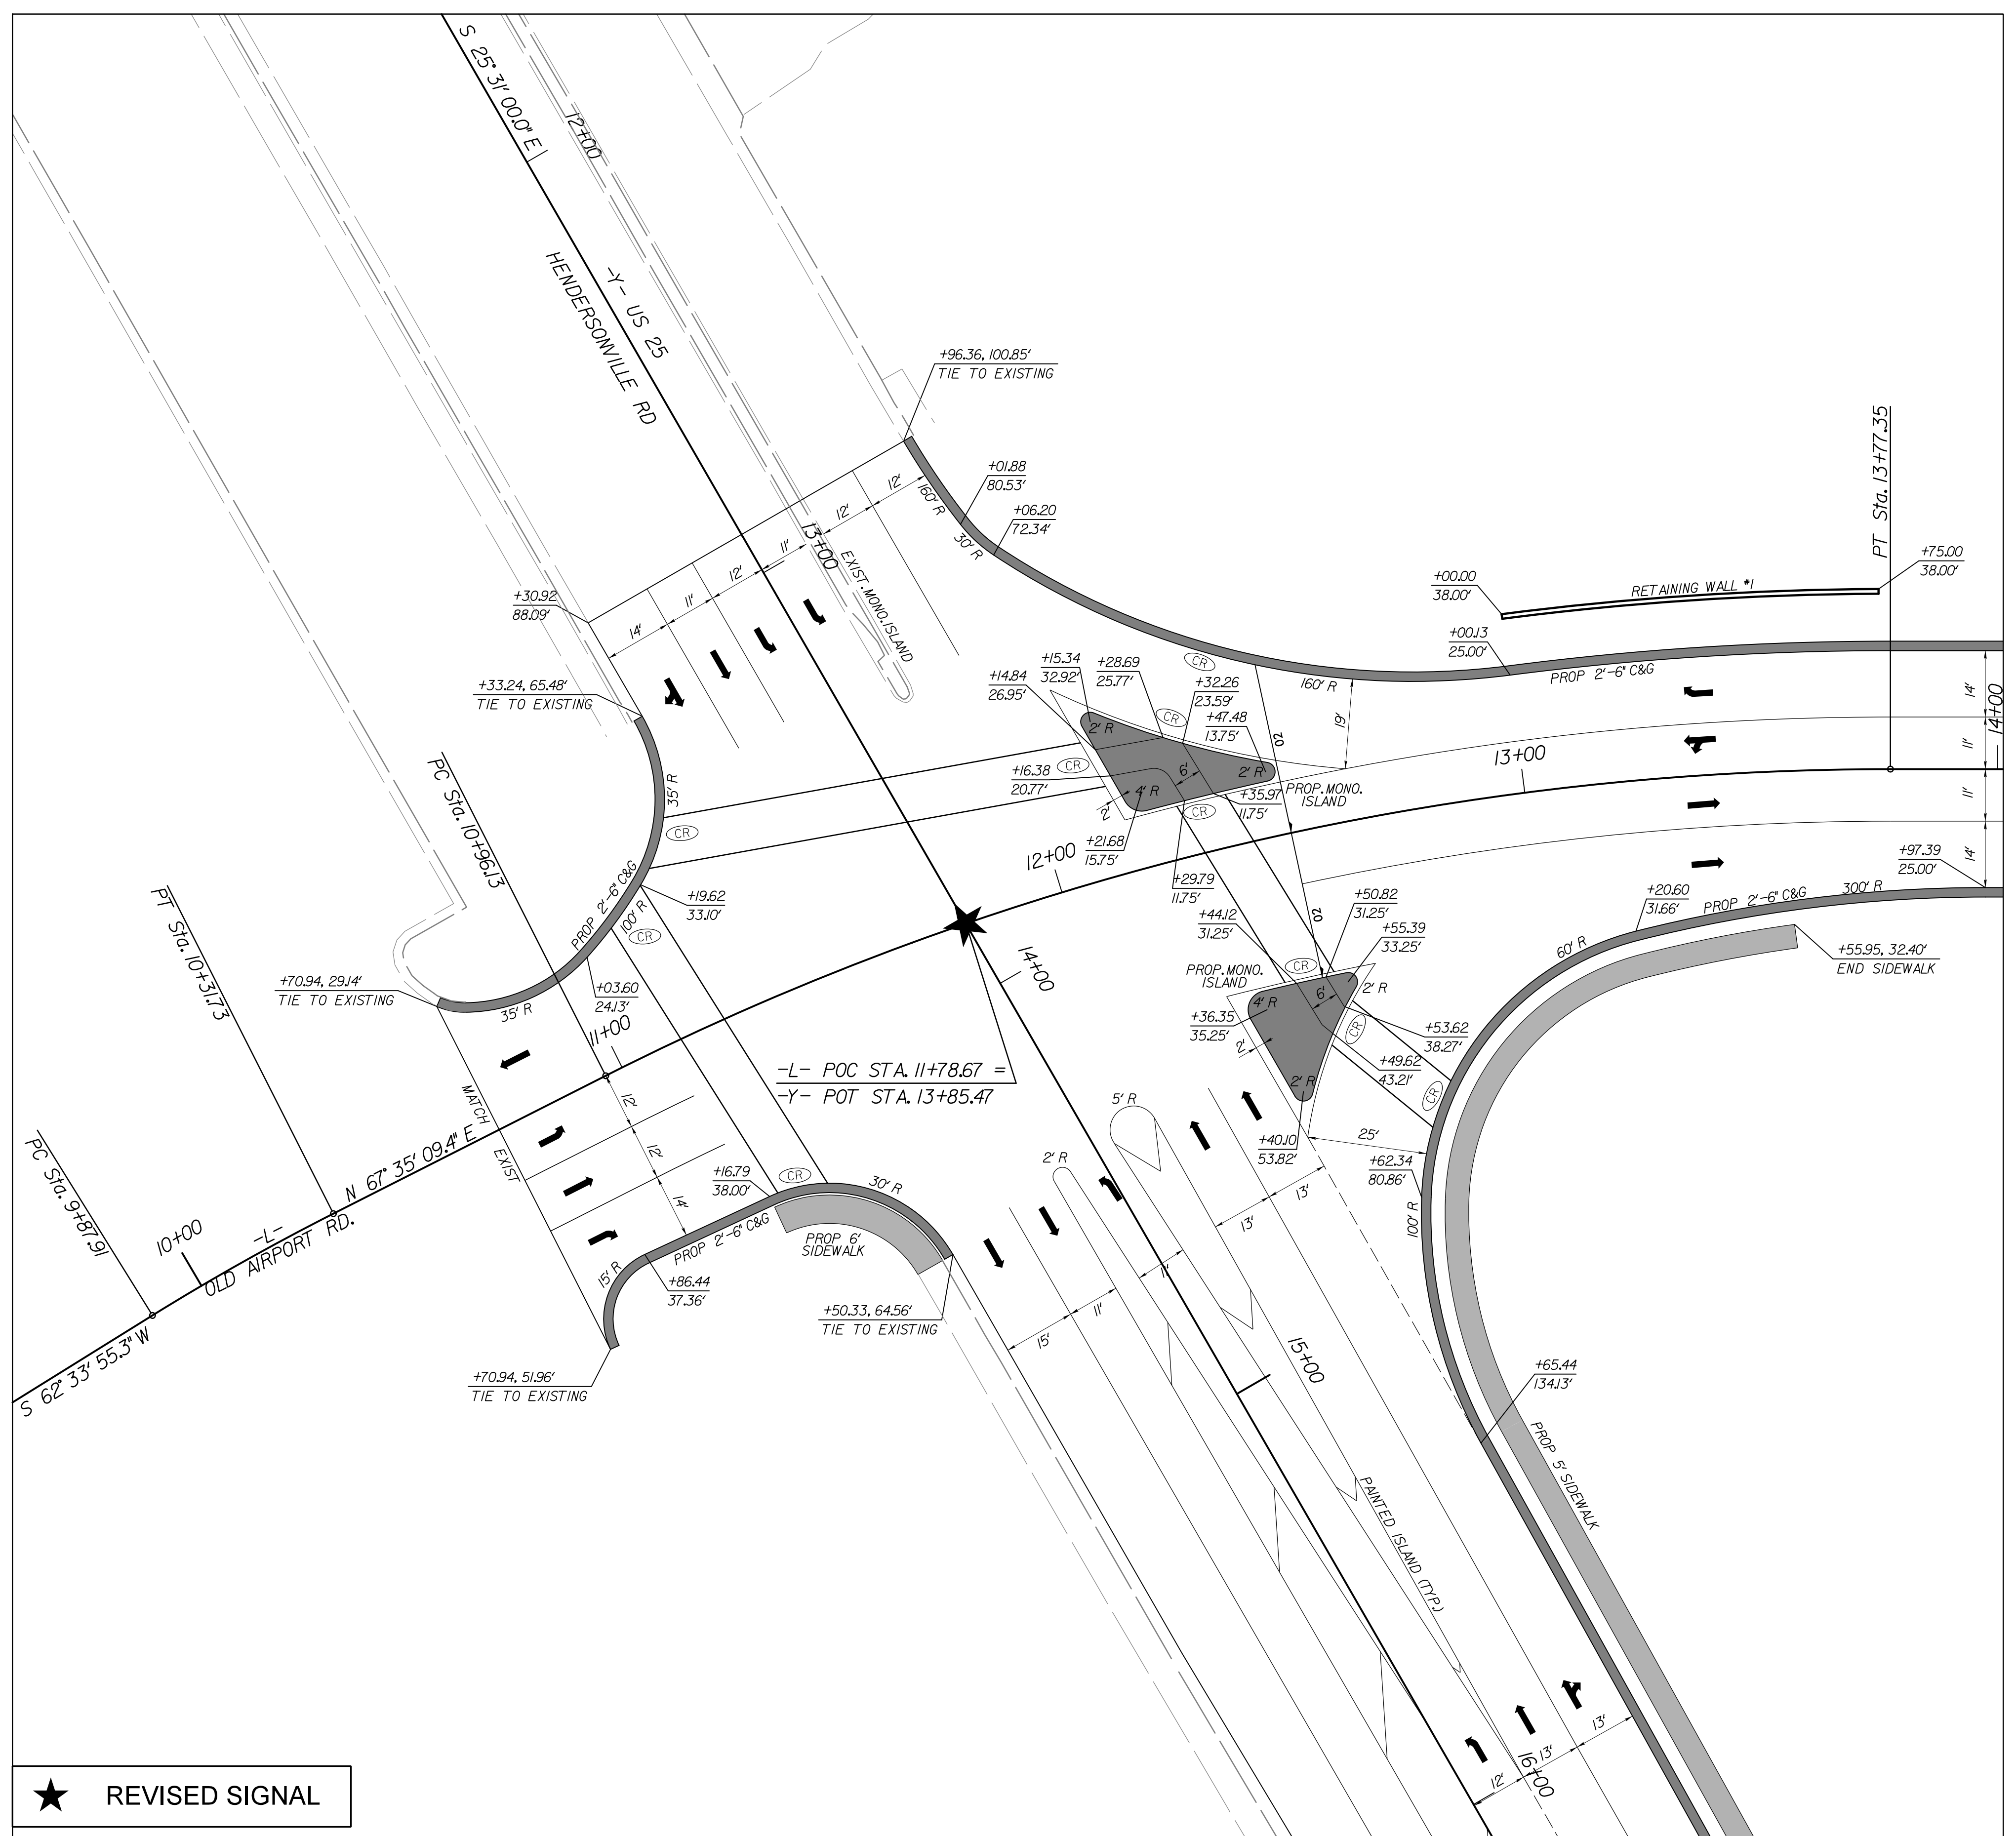 S 25° 31' 00.0" E
12+00
-Y- US 25
HENDERSONVILLE RD
+96.36, 100.85'
TIE TO EXISTING
+01.88
80.53'
+06.20
72.34'
160' R
30' R
12'
12'
11'
13+00
12'
11'
14'
EXIST. MONO. ISLAND
+30.92
88.09'
+33.24, 65.48'
TIE TO EXISTING
PT Sta. 13+77.35
+75.00
38.00'
RETAINING WALL #1
+00.00
38.00'
+00.13
25.00'
PROP 2'-6" C&G
160' R
CR
19'
14'
14+00
11'
11'
14'
13+00
+15.34
32.92'
+28.69
25.77'
+14.84
26.95'
+32.26
23.59'
+47.48
13.75'
CR
2' R
2' R
6'
4' R
2'
CR
+16.38
20.77'
+35.97
11.75'
PROP. MONO.
ISLAND
CR
+21.68
15.75'
+29.79
11.75'
02
02
12+00
35' R
CR
PC Sta. 10+96.13
PT Sta. 10+31.73
PROP 2'-6" C&G
100' R
+19.62
33.10'
CR
+03.60
24.13'
35' R
+70.94, 29.14'
TIE TO EXISTING
11+00
14+00
-L- POC STA. 11+78.67 =
-Y- POT STA. 13+85.47
+44.12
31.25'
+50.82
31.25'
+55.39
33.25'
PROP. MONO.
ISLAND
CR
4' R
6'
2' R
+36.35
35.25'
2'
2' R
CR
+53.62
38.27'
+49.62
43.21'
CR
+40.10
53.82'
25'
+62.34
80.86'
100' R
60' R
+20.60
31.66'
PROP 2'-6" C&G
300' R
+97.39
25.00'
+55.95, 32.40'
END SIDEWALK
MATCH
EXIST
12'
12'
14'
PC Sta. 9+87.91
10+00
N 67° 35' 09.4" E
-L-
OLD AIRPORT RD.
S 62° 33' 55.3" W
+16.79
38.00'
CR
30' R
PROP 2'-6" C&G
PROP 6'
SIDEWALK
15' R
+86.44
37.36'
+50.33, 64.56'
TIE TO EXISTING
+70.94, 51.96'
TIE TO EXISTING
5' R
2' R
13'
13'
11'
11'
15'
15+00
+65.44
134.13'
PROP 5' SIDEWALK
PAINTED ISLAND (TYP.)
13'
13'
12'
16+00
REVISED SIGNAL